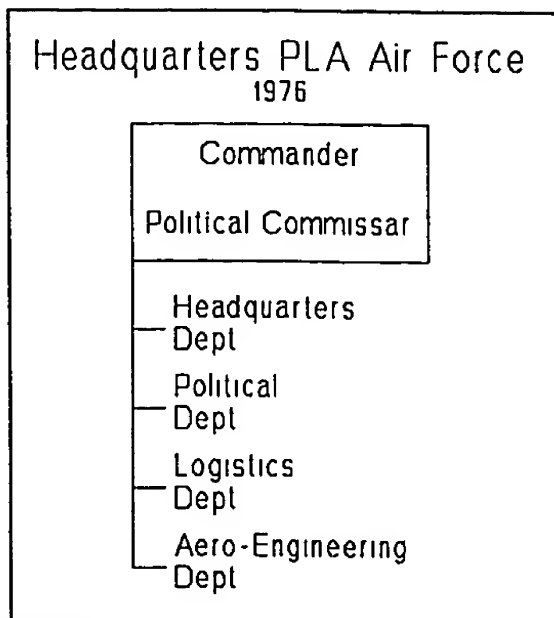 Headquarters PLA Air Force
1976
Commander
Political Commissar
Headquarters
Dept
Political
Dept
Logistics
Dept
Aero-Engineering
Dept